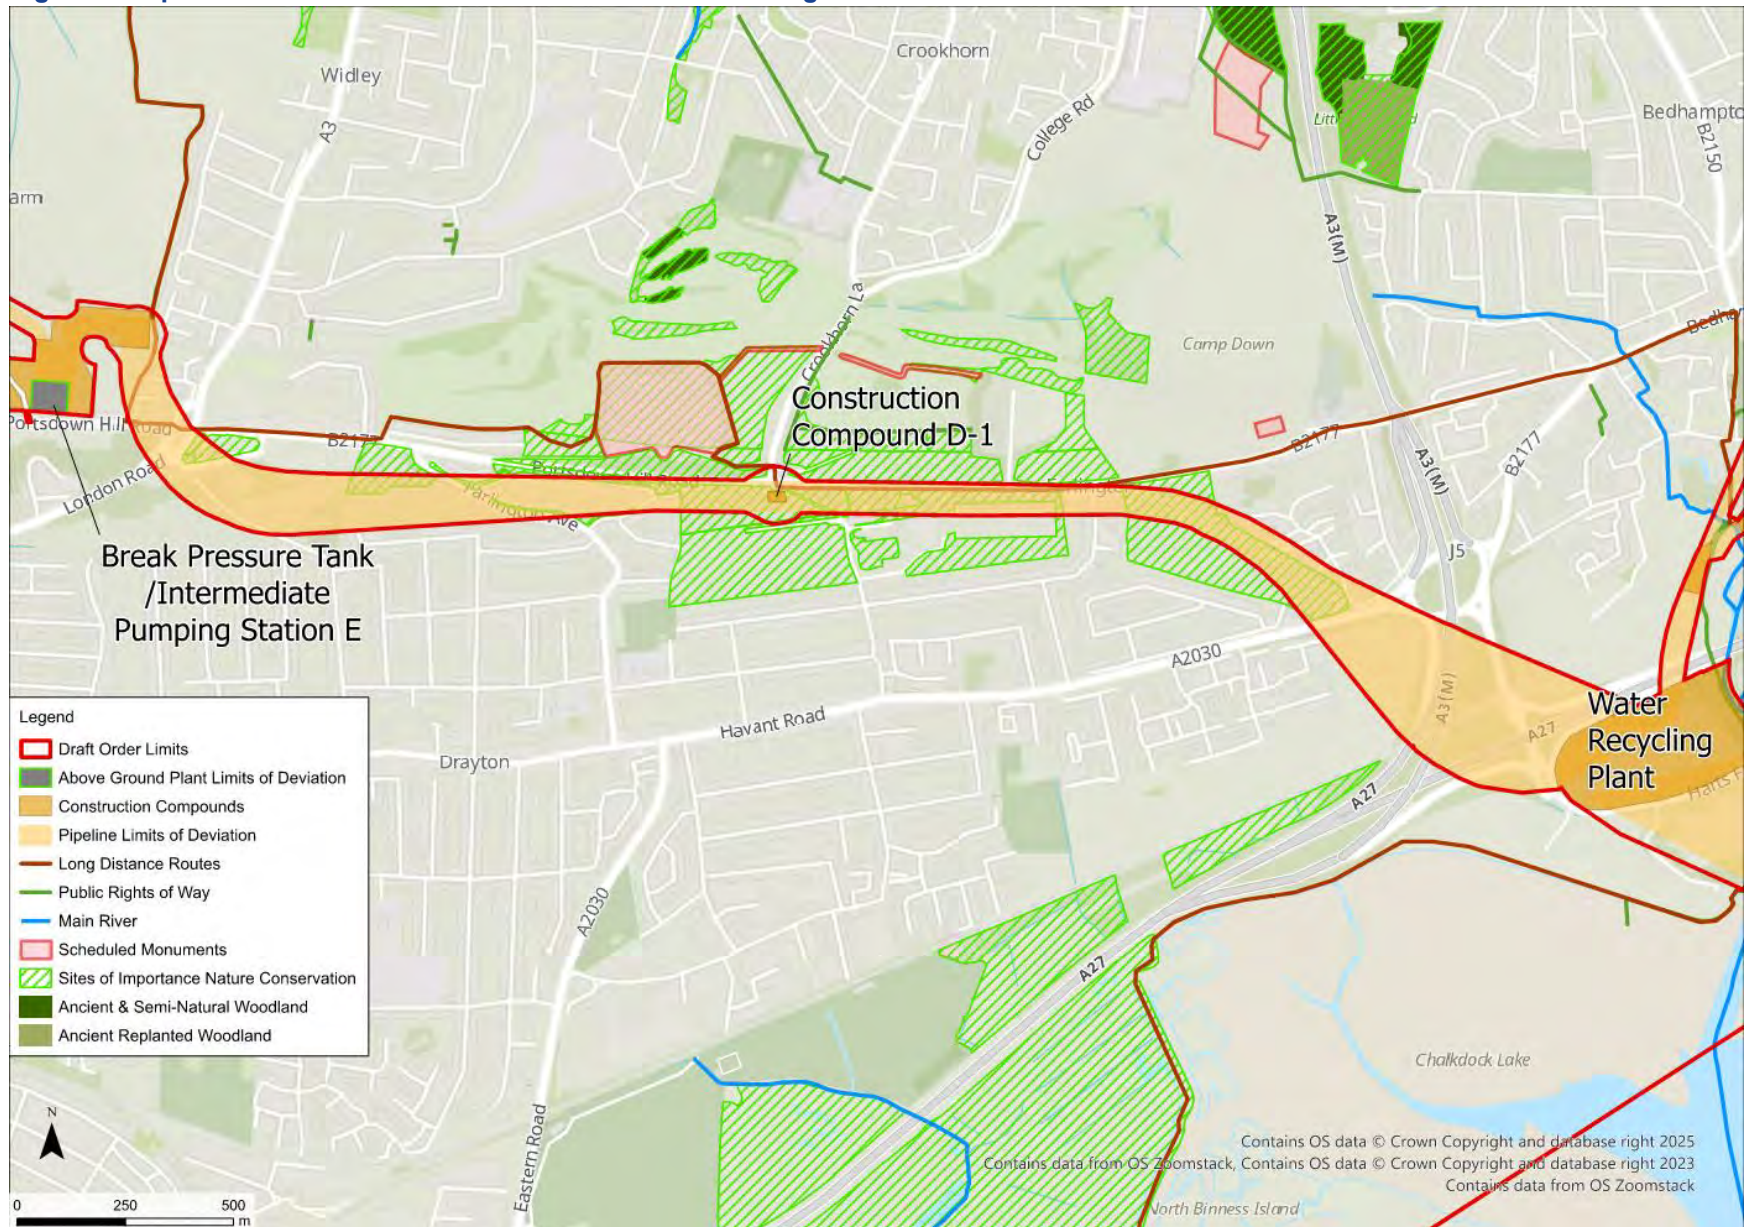 Crookhorn
Widley
A3
College Rd
Bedhampto
B2150
arm
A3(M)
Crookhorn La
Camp Down
Bedha
Construction
Compound D-1
Portsdown Hill Road
B2177
B2177
A3(M)
B2177
London Road
Farlington Ave
J5
Break Pressure Tank
/Intermediate
Pumping Station E
A2030
A3(M)
Water
Recycling
Plant
A27
Havant Road
Drayton
A27
Legend
Draft Order Limits
Above Ground Plant Limits of Deviation
Construction Compounds
Pipeline Limits of Deviation
Long Distance Routes
Public Rights of Way
Main River
Scheduled Monuments
Sites of Importance Nature Conservation
Ancient & Semi-Natural Woodland
Ancient Replanted Woodland
A2030
A27
Chalkdock Lake
N
Eastern Road
Contains OS data © Crown Copyright and database right 2025
Contains data from OS Zoomstack, Contains OS data © Crown Copyright and database right 2023
Contains data from OS Zoomstack
North Binness Island
0 250 500
m